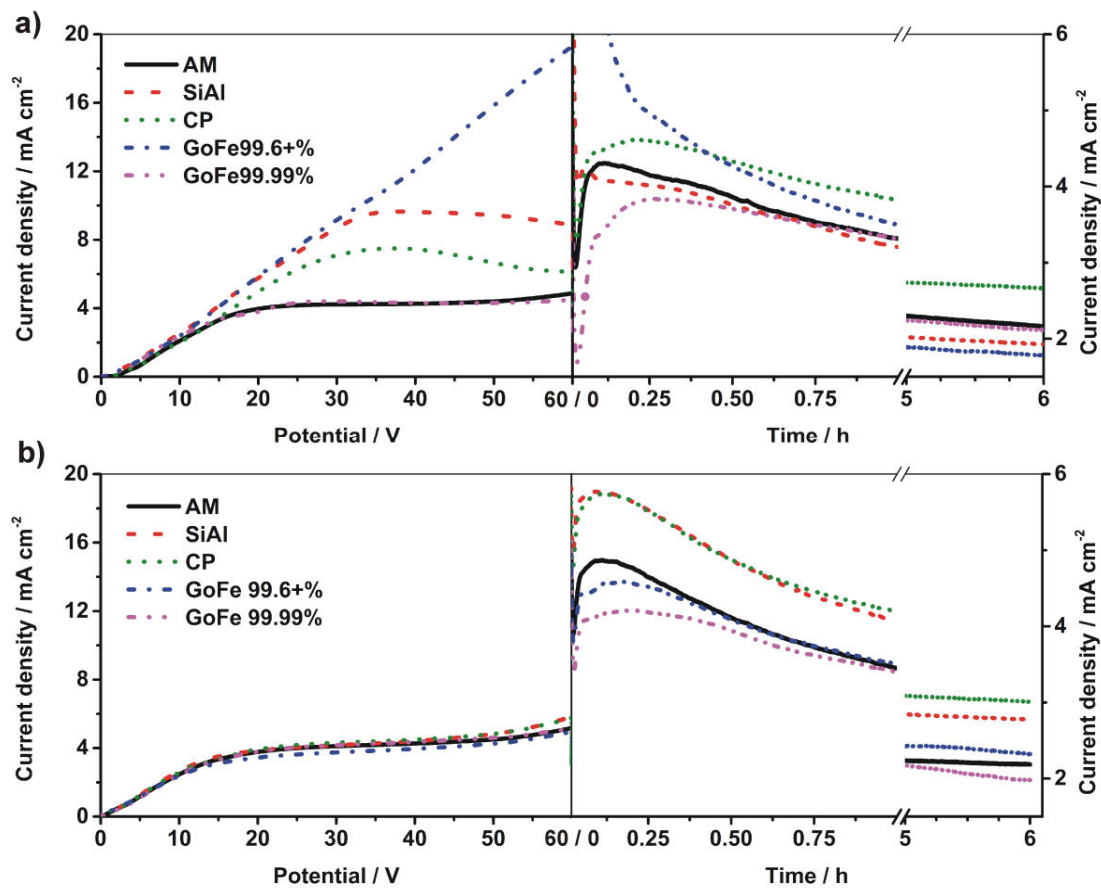 a)
20
16
12
8
4
0
Current density / mA cm-2
AM
SiAl
CP
GoFe99.6+%
GoFe99.99%
6
4
2
Current density / mA cm-2
0 10 20 30 40 50 60 / 0 0.25 0.50 0.75 5 6
Potential / V Time / h
b)
20
16
12
8
4
0
Current density / mA cm-2
AM
SiAl
CP
GoFe 99.6+%
GoFe 99.99%
6
4
2
Current density / mA cm-2
0 10 20 30 40 50 60 / 0 0.25 0.50 0.75 5 6
Potential / V Time / h